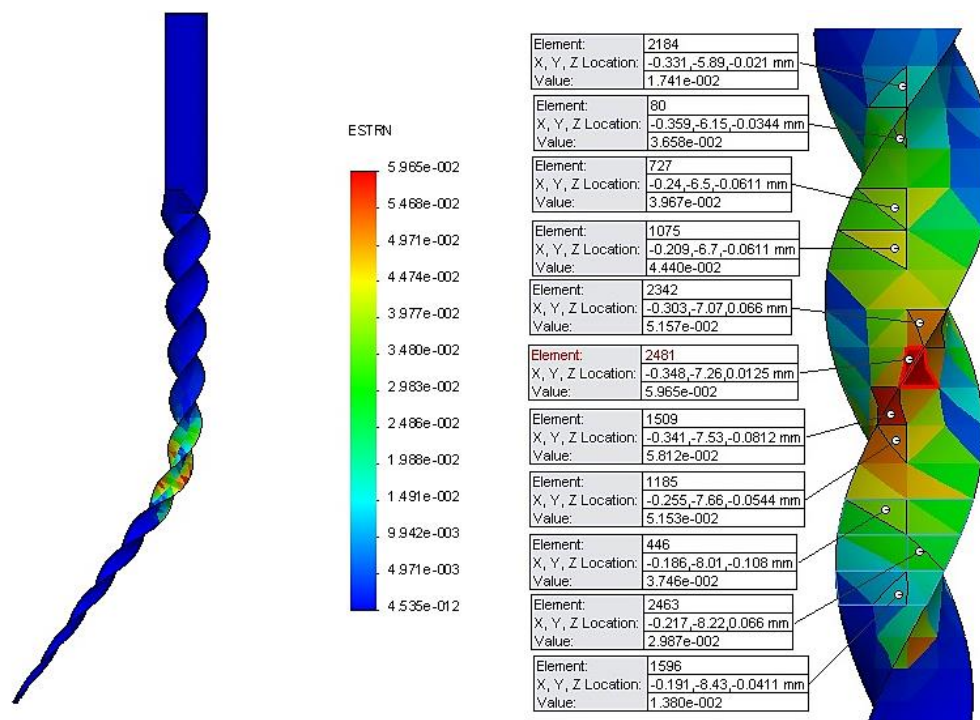 ESTRN
5.965e-002
5.468e-002
4.971e-002
4.474e-002
3.977e-002
3.480e-002
2.983e-002
2.486e-002
1.988e-002
1.491e-002
9.942e-003
4.971e-003
4.535e-012
Element: 2184
X, Y, Z Location: -0.331,-5.89,-0.021 mm
Value: 1.741e-002
Element: 80
X, Y, Z Location: -0.359,-6.15,-0.0344 mm
Value: 3.658e-002
Element: 727
X, Y, Z Location: -0.24,-6.5,-0.0611 mm
Value: 3.967e-002
Element: 1075
X, Y, Z Location: -0.209,-6.7,-0.0611 mm
Value: 4.440e-002
Element: 2342
X, Y, Z Location: -0.303,-7.07,0.066 mm
Value: 5.157e-002
Element: 2481
X, Y, Z Location: -0.348,-7.26,0.0125 mm
Value: 5.965e-002
Element: 1509
X, Y, Z Location: -0.341,-7.53,-0.0812 mm
Value: 5.812e-002
Element: 1185
X, Y, Z Location: -0.255,-7.66,-0.0544 mm
Value: 5.153e-002
Element: 446
X, Y, Z Location: -0.186,-8.01,-0.108 mm
Value: 3.746e-002
Element: 2463
X, Y, Z Location: -0.217,-8.22,0.066 mm
Value: 2.987e-002
Element: 1596
X, Y, Z Location: -0.191,-8.43,-0.0411 mm
Value: 1.380e-002